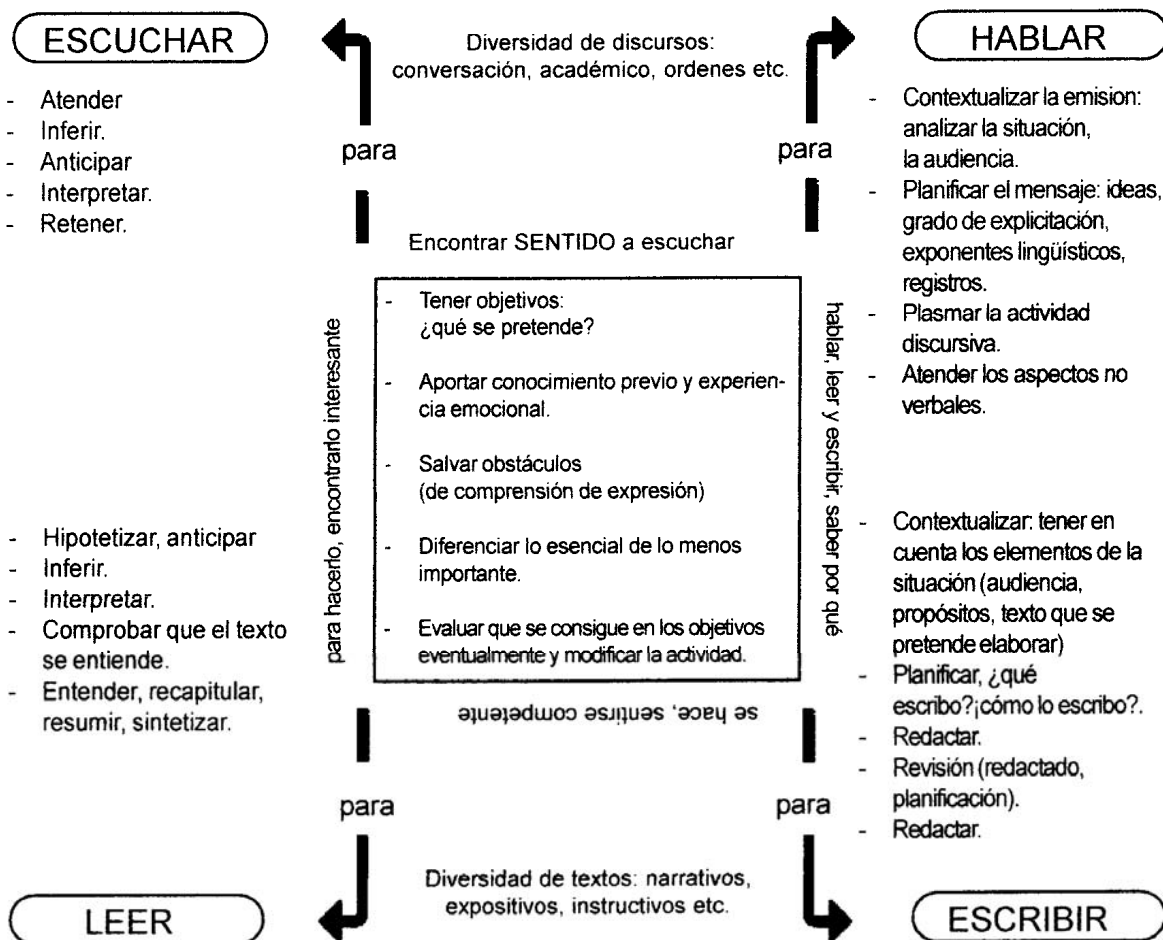 ESCUCHAR
- Atender
- Inferir.
- Anticipar
- Interpretar.
- Retener.
Diversidad de discursos:
conversación, académico, ordenes etc.
para
para
HABLAR
- Contextualizar la emision:
analizar la situación,
la audiencia.
- Planificar el mensaje: ideas,
grado de explicitación,
exponentes lingüísticos,
registros.
- Plasmar la actividad
discursiva.
- Atender los aspectos no
verbales.
Encontrar SENTIDO a escuchar
hablar, leer y escribir, saber por qué
se hace, sentirse competente
para hacerlo, encontrarlo interesante
- Tener objetivos:
¿qué se pretende?
- Aportar conocimiento previo y experien-
cia emocional.
- Salvar obstáculos
(de comprensión de expresión)
- Diferenciar lo esencial de lo menos
importante.
- Evaluar que se consigue en los objetivos
eventualmente y modificar la actividad.
- Hipotetizar, anticipar
- Inferir.
- Interpretar.
- Comprobar que el texto
se entiende.
- Entender, recapitular,
resumir, sintetizar.
LEER
para
para
Diversidad de textos: narrativos,
expositivos, instructivos etc.
- Contextualizar: tener en
cuenta los elementos de la
situación (audiencia,
propósitos, texto que se
pretende elaborar)
- Planificar, ¿qué
escribo?¡cómo lo escribo?.
- Redactar.
- Revisión (redactado,
planificación).
- Redactar.
ESCRIBIR